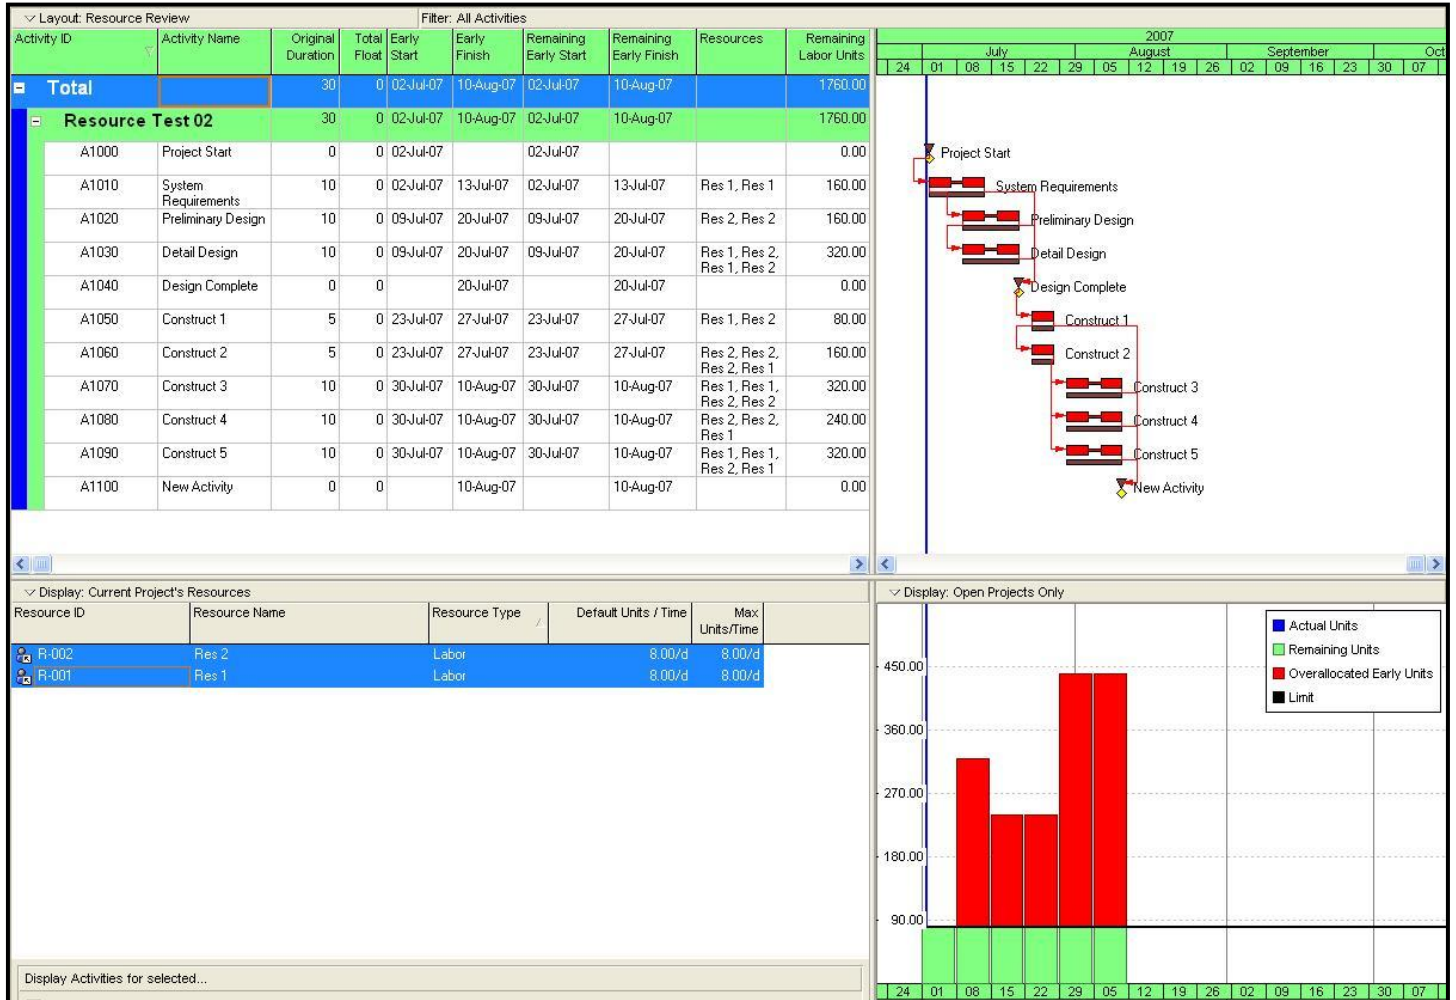 Layout: Resource Review Filter: All Activities
Activity ID Activity Name Original Duration Total Float Early Start Early Finish Remaining Early Start Remaining Early Finish Resources Remaining Labor Units
Total 30 0 02-Jul-07 10-Aug-07 02-Jul-07 10-Aug-07 1760.00
Resource Test 02 30 0 02-Jul-07 10-Aug-07 02-Jul-07 10-Aug-07 1760.00
A1000 Project Start 0 0 02-Jul-07 02-Jul-07 0.00
A1010 System Requirements 10 0 02-Jul-07 13-Jul-07 02-Jul-07 13-Jul-07 Res 1, Res 1 160.00
A1020 Preliminary Design 10 0 09-Jul-07 20-Jul-07 09-Jul-07 20-Jul-07 Res 2, Res 2 160.00
A1030 Detail Design 10 0 09-Jul-07 20-Jul-07 09-Jul-07 20-Jul-07 Res 1, Res 2, Res 1, Res 2 320.00
A1040 Design Complete 0 0 20-Jul-07 20-Jul-07 0.00
A1050 Construct 1 5 0 23-Jul-07 27-Jul-07 23-Jul-07 27-Jul-07 Res 1, Res 2 80.00
A1060 Construct 2 5 0 23-Jul-07 27-Jul-07 23-Jul-07 27-Jul-07 Res 2, Res 2, Res 2, Res 1 160.00
A1070 Construct 3 10 0 30-Jul-07 10-Aug-07 30-Jul-07 10-Aug-07 Res 1, Res 1, Res 2, Res 2 320.00
A1080 Construct 4 10 0 30-Jul-07 10-Aug-07 30-Jul-07 10-Aug-07 Res 2, Res 2, Res 1 240.00
A1090 Construct 5 10 0 30-Jul-07 10-Aug-07 30-Jul-07 10-Aug-07 Res 1, Res 1, Res 2, Res 1 320.00
A1100 New Activity 0 0 10-Aug-07 10-Aug-07 0.00
2007
July August September Oct
24 01 08 15 22 29 05 12 19 26 02 09 16 23 30 07
Project Start
System Requirements
Preliminary Design
Detail Design
Design Complete
Construct 1
Construct 2
Construct 3
Construct 4
Construct 5
New Activity
Display: Current Project's Resources
Resource ID Resource Name Resource Type Default Units / Time Max Units/Time
R-002 Res 2 Labor 8.00/d 8.00/d
R-001 Res 1 Labor 8.00/d 8.00/d
Display Activities for selected...
Display: Open Projects Only
Actual Units
Remaining Units
Overallocated Early Units
Limit
450.00
360.00
270.00
180.00
90.00
24 01 08 15 22 29 05 12 19 26 02 09 16 23 30 07